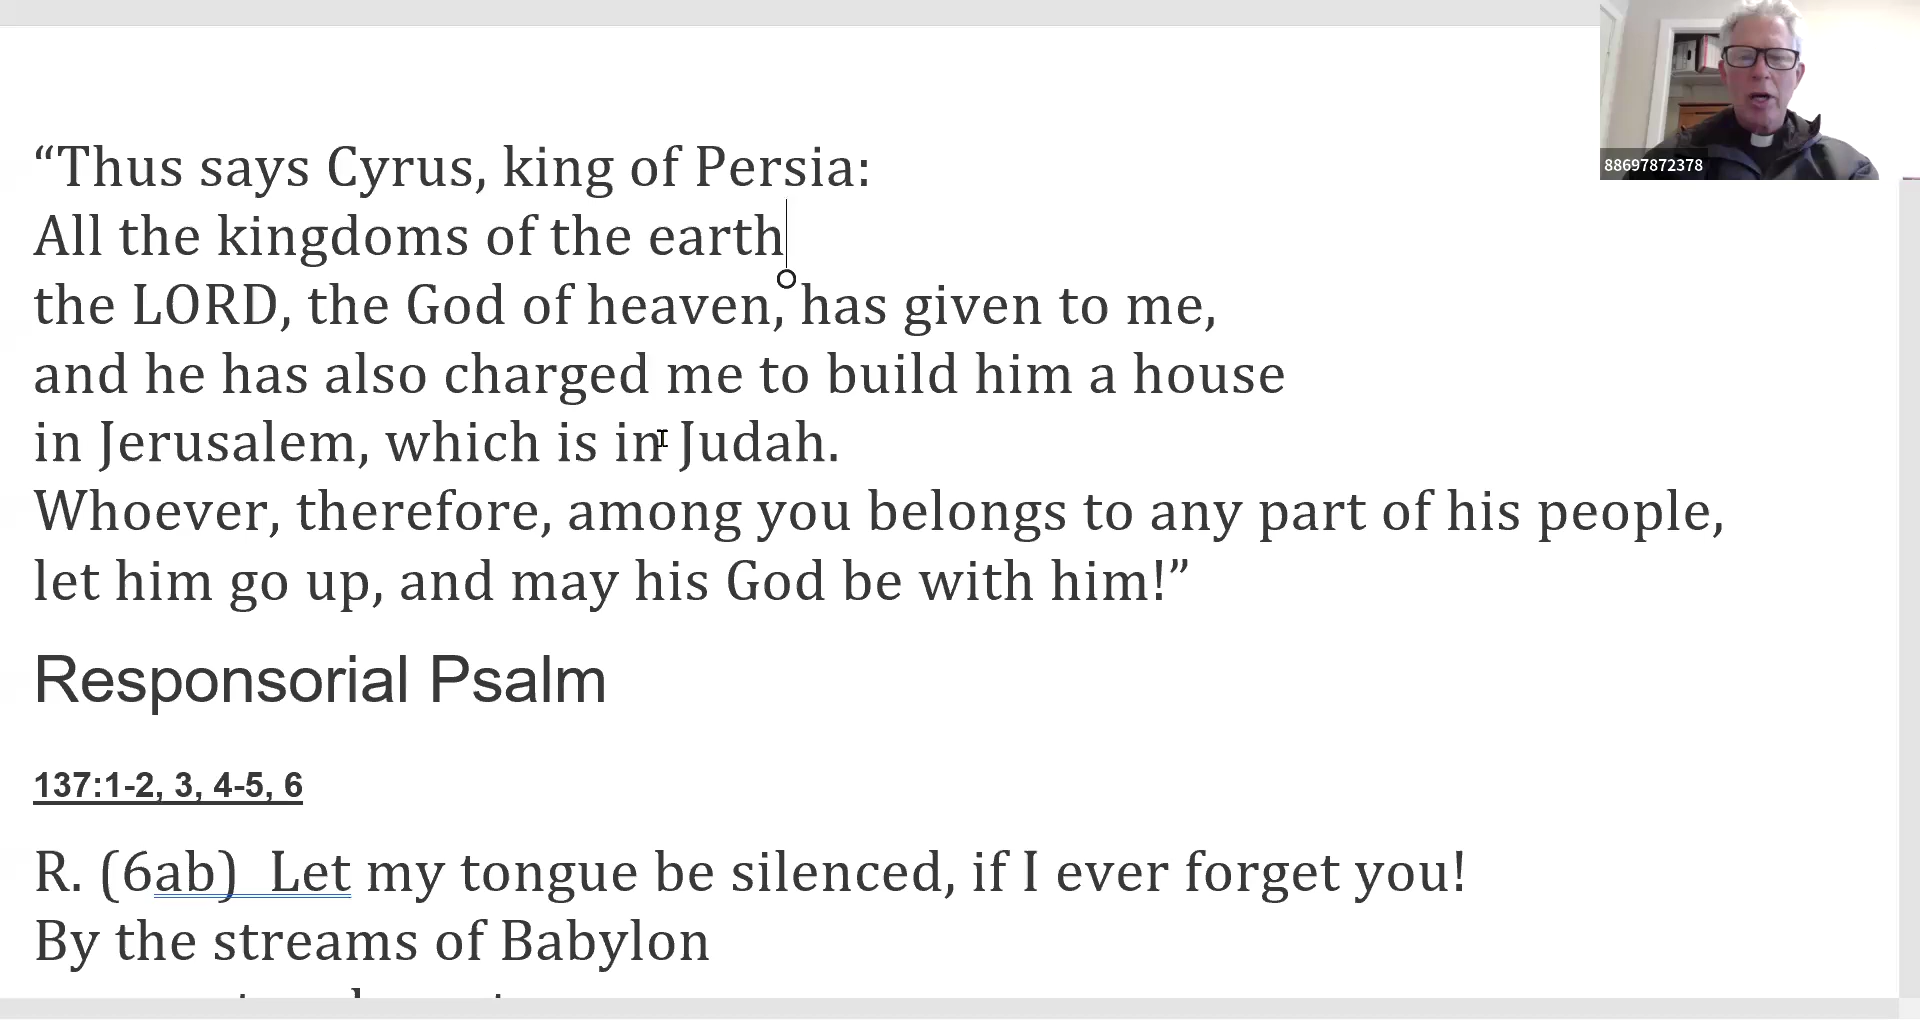 “Thus says Cyrus, king of Persia:
All the kingdoms of the earth
the LORD, the God of heaven, has given to me,
and he has also charged me to build him a house
in Jerusalem, which is in Judah.
Whoever, therefore, among you belongs to any part of his people,
let him go up, and may his God be with him!”
Responsorial Psalm
137:1-2, 3, 4-5, 6
R. (6ab)  Let my tongue be silenced, if I ever forget you!
By the streams of Babylon
88697872378